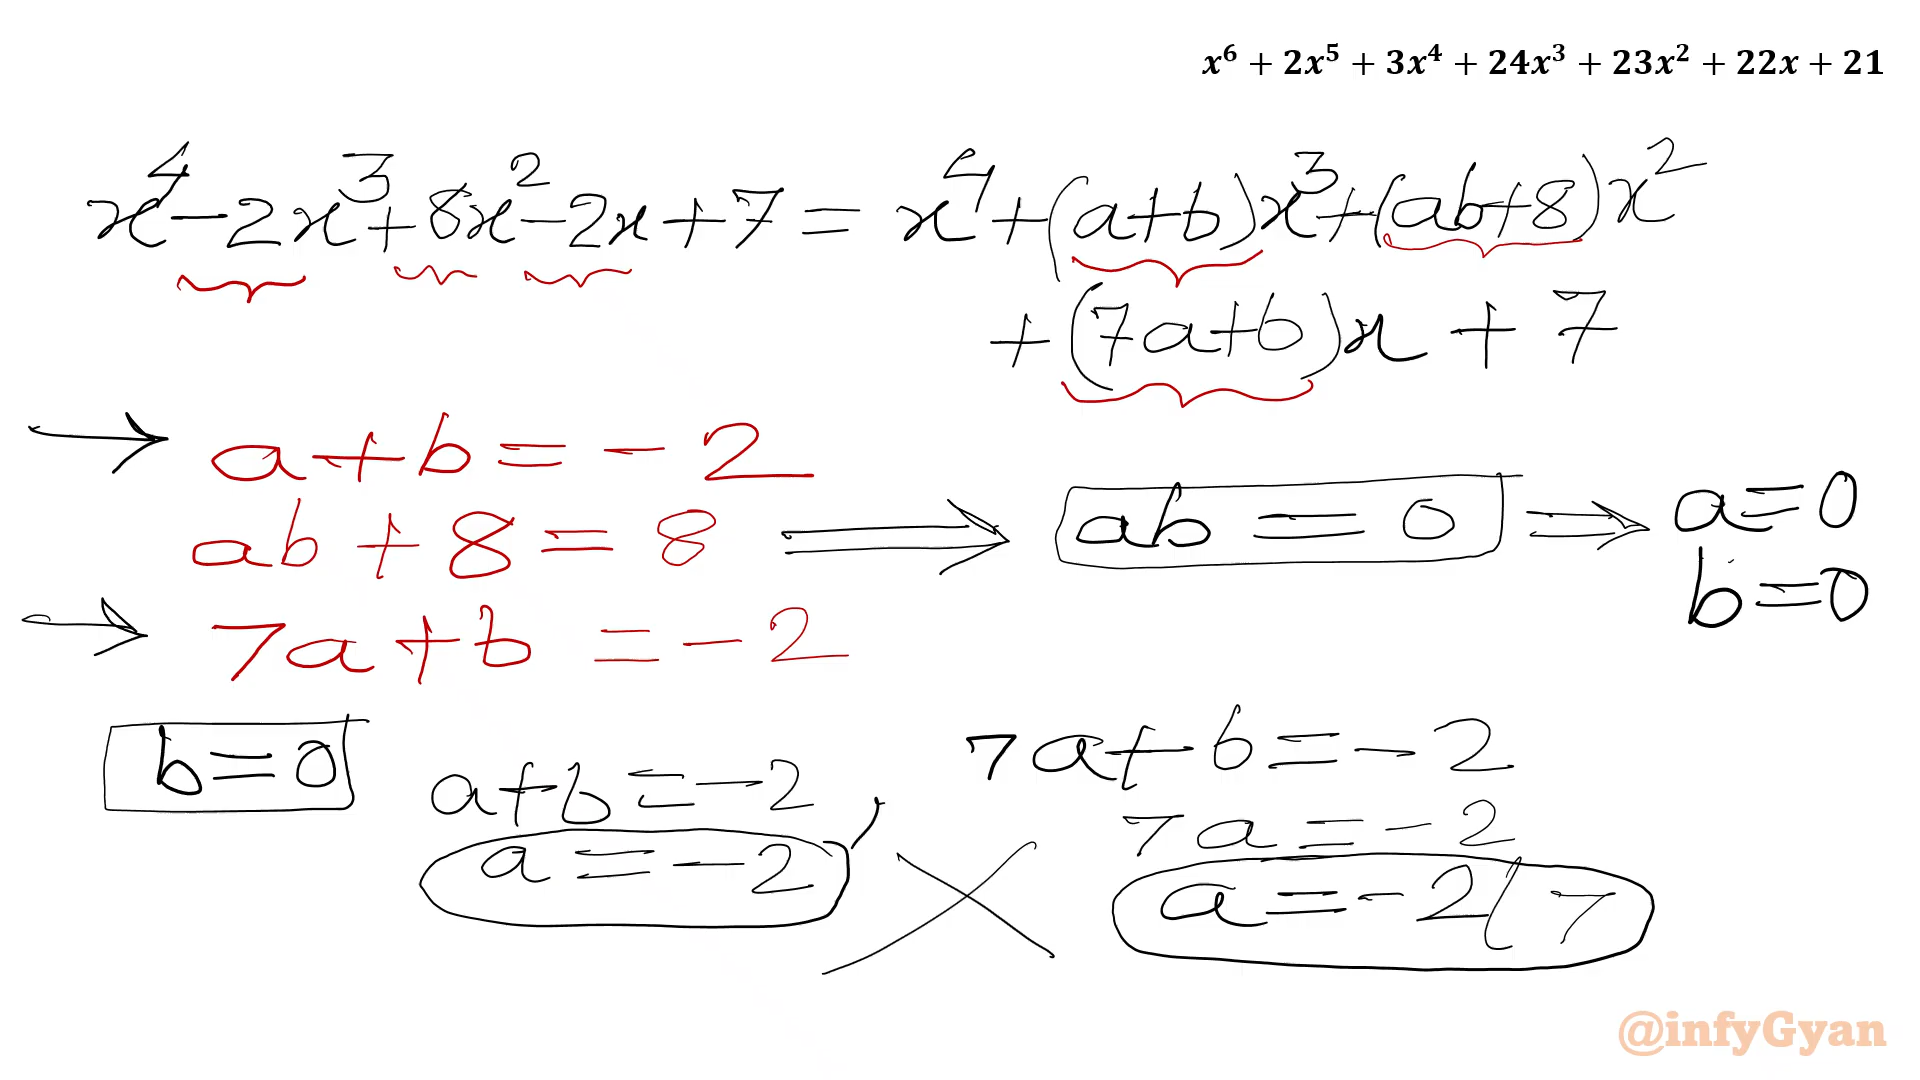 x⁶ + 2x⁵ + 3x⁴ + 24x³ + 23x² + 22x + 21
x⁴ - 2x³ + 8x² - 2x + 7 = x⁴ + (a+b)x³ + (ab+8)x²
+ (7a+b)x + 7
→ a+b = -2
ab + 8 = 8 ⟹ ab = 0 ⟹ a=0
b=0
→ 7a+b = -2
b=0
a+b=-2
a=-2
7a+b=-2
7a=-2
a=-2/7
@infyGyan